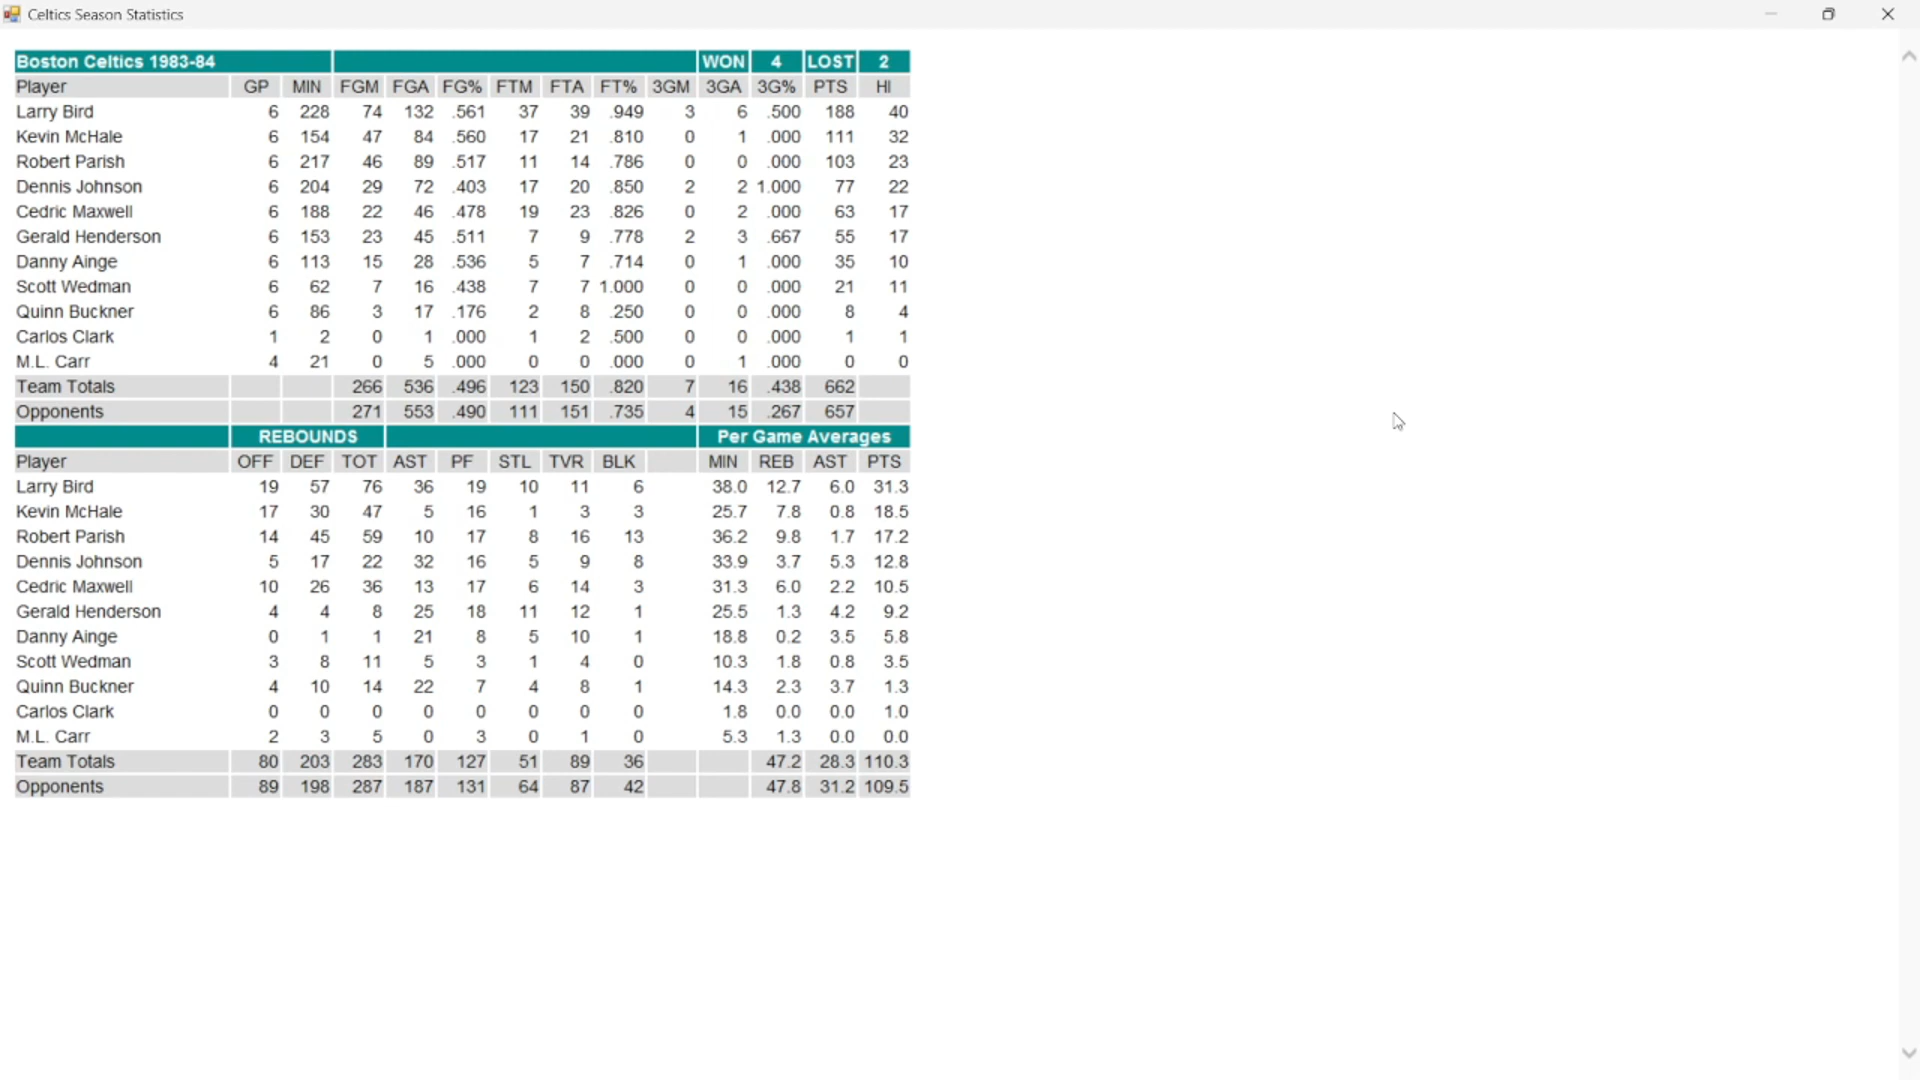 Celtics Season Statistics
Boston Celtics 1983-84 WON 4 LOST 2
Player GP MIN FGM FGA FG% FTM FTA FT% 3GM 3GA 3G% PTS HI
Larry Bird 6 228 74 132 .561 37 39 .949 3 6 .500 188 40
Kevin McHale 6 154 47 84 .560 17 21 .810 0 1 .000 111 32
Robert Parish 6 217 46 89 .517 11 14 .786 0 0 .000 103 23
Dennis Johnson 6 204 29 72 .403 17 20 .850 2 2 1.000 77 22
Cedric Maxwell 6 188 22 46 .478 19 23 .826 0 2 .000 63 17
Gerald Henderson 6 153 23 45 .511 7 9 .778 2 3 .667 55 17
Danny Ainge 6 113 15 28 .536 5 7 .714 0 1 .000 35 10
Scott Wedman 6 62 7 16 .438 7 7 1.000 0 0 .000 21 11
Quinn Buckner 6 86 3 17 .176 2 8 .250 0 0 .000 8 4
Carlos Clark 1 2 0 1 .000 1 2 .500 0 0 .000 1 1
M.L. Carr 4 21 0 5 .000 0 0 .000 0 1 .000 0 0
Team Totals 266 536 .496 123 150 .820 7 16 .438 662
Opponents 271 553 .490 111 151 .735 4 15 .267 657
REBOUNDS Per Game Averages
Player OFF DEF TOT AST PF STL TVR BLK MIN REB AST PTS
Larry Bird 19 57 76 36 19 10 11 6 38.0 12.7 6.0 31.3
Kevin McHale 17 30 47 5 16 1 3 3 25.7 7.8 0.8 18.5
Robert Parish 14 45 59 10 17 8 16 13 36.2 9.8 1.7 17.2
Dennis Johnson 5 17 22 32 16 5 9 8 33.9 3.7 5.3 12.8
Cedric Maxwell 10 26 36 13 17 6 14 3 31.3 6.0 2.2 10.5
Gerald Henderson 4 4 8 25 18 11 12 1 25.5 1.3 4.2 9.2
Danny Ainge 0 1 1 21 8 5 10 1 18.8 0.2 3.5 5.8
Scott Wedman 3 8 11 5 3 1 4 0 10.3 1.8 0.8 3.5
Quinn Buckner 4 10 14 22 7 4 8 1 14.3 2.3 3.7 1.3
Carlos Clark 0 0 0 0 0 0 0 0 1.8 0.0 0.0 1.0
M.L. Carr 2 3 5 0 3 0 1 0 5.3 1.3 0.0 0.0
Team Totals 80 203 283 170 127 51 89 36 47.2 28.3 110.3
Opponents 89 198 287 187 131 64 87 42 47.8 31.2 109.5